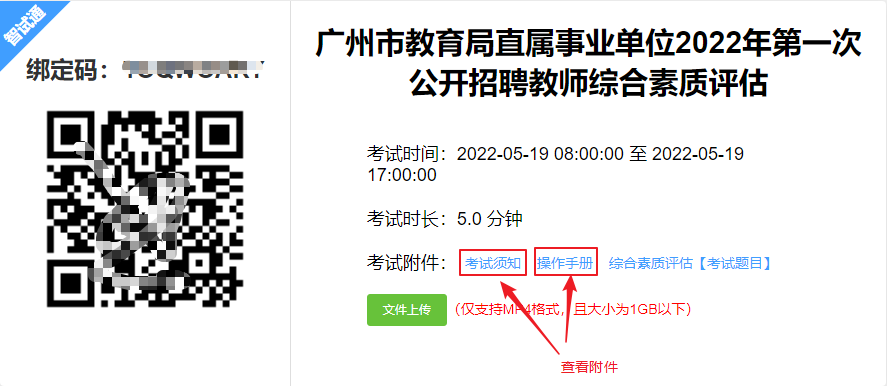 智试通
绑定码：
广州市教育局直属事业单位2022年第一次
公开招聘教师综合素质评估
考试时间：2022-05-19 08:00:00 至 2022-05-19
17:00:00
考试时长：5.0 分钟
考试附件： 考试须知 操作手册 综合素质评估【考试题目】
文件上传 （仅支持MP4格式，且大小为1GB以下）
查看附件